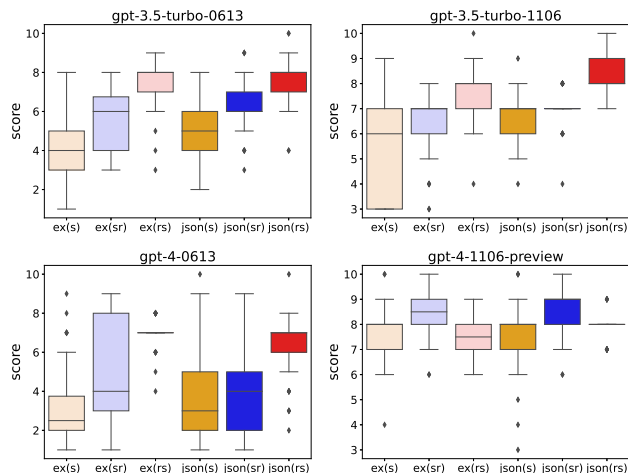 gpt-3.5-turbo-0613
gpt-3.5-turbo-1106
10
8
6
4
2
score
ex(s) ex(sr) ex(rs) json(s) json(sr) json(rs)
10
9
8
7
6
5
4
3
score
ex(s) ex(sr) ex(rs) json(s) json(sr) json(rs)
gpt-4-0613
gpt-4-1106-preview
10
8
6
4
2
score
ex(s) ex(sr) ex(rs) json(s) json(sr) json(rs)
10
9
8
7
6
5
4
3
score
ex(s) ex(sr) ex(rs) json(s) json(sr) json(rs)